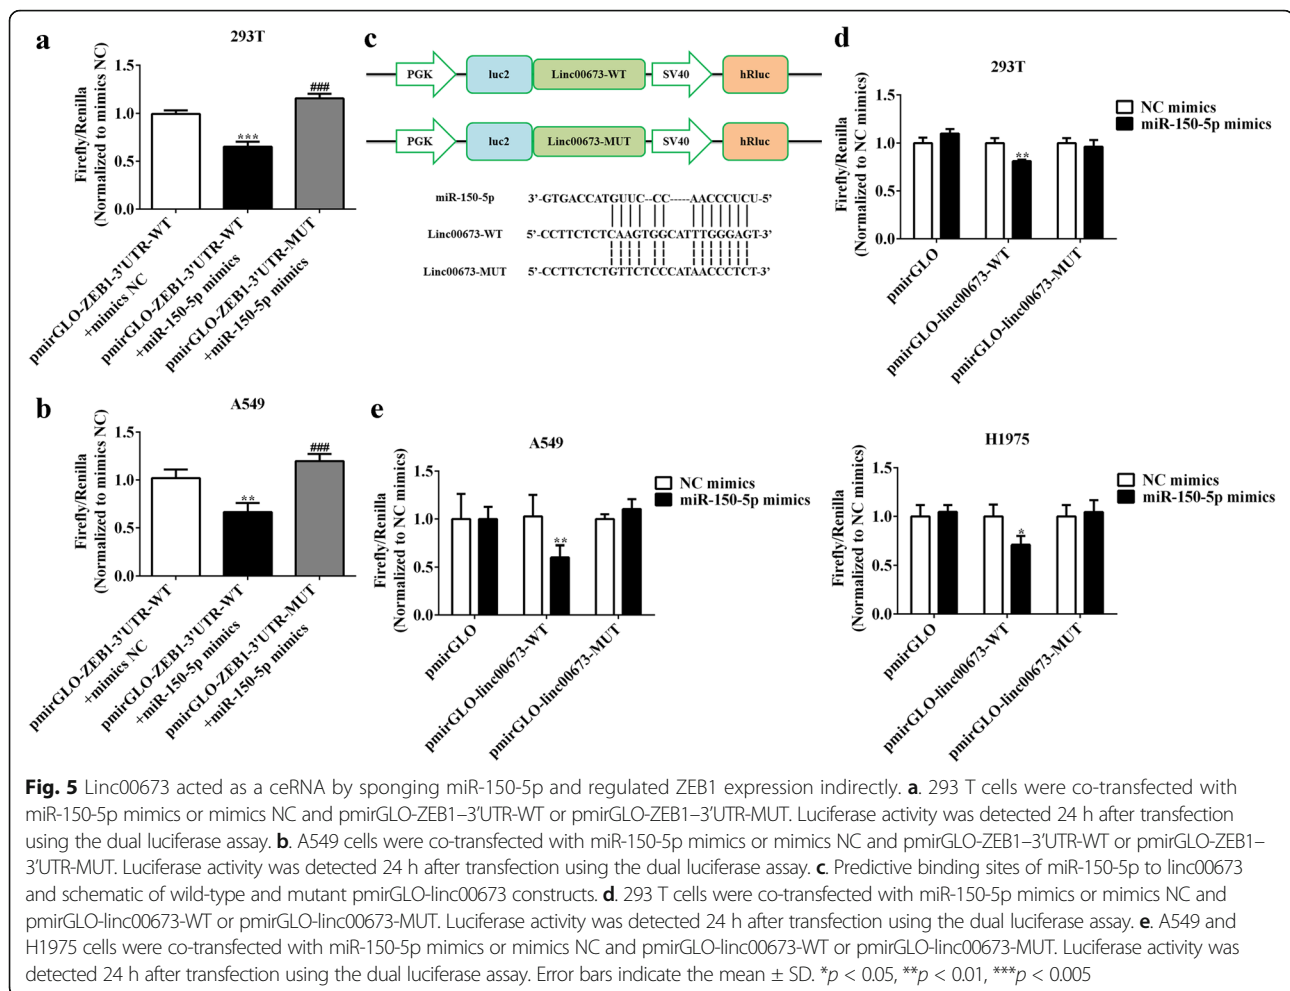 a
293T
Firefly/Renilla
(Normalized to mimics NC)
1.5
1.0
0.5
0.0
***
###
pmirGLO-ZEB1-3'UTR-WT
+mimics NC
pmirGLO-ZEB1-3'UTR-WT
+miR-150-5p mimics
pmirGLO-ZEB1-3'UTR-MUT
+miR-150-5p mimics
b
A549
Firefly/Renilla
(Normalized to mimics NC)
1.5
1.0
0.5
0.0
**
###
pmirGLO-ZEB1-3'UTR-WT
+mimics NC
pmirGLO-ZEB1-3'UTR-WT
+miR-150-5p mimics
pmirGLO-ZEB1-3'UTR-MUT
+miR-150-5p mimics
c
PGK luc2 Linc00673-WT SV40 hRluc
PGK luc2 Linc00673-MUT SV40 hRluc
miR-150-5p 3'-GTGACCATGUUC--CC-----AACCCUCU-5'
Linc00673-WT 5'-CCTTCTCTCAAGTGGCATTTGGGAGT-3'
Linc00673-MUT 5'-CCTTCTCTGTTCTCCCATAACCCTCT-3'
d
293T
Firefly/Renilla
(Normalized to NC mimics)
1.5
1.0
0.5
0.0
**
NC mimics
miR-150-5p mimics
pmirGLO
pmirGLO-linc00673-WT
pmirGLO-linc00673-MUT
e
A549
Firefly/Renilla
(Normalized to NC mimics)
1.5
1.0
0.5
0.0
**
NC mimics
miR-150-5p mimics
pmirGLO
pmirGLO-linc00673-WT
pmirGLO-linc00673-MUT
H1975
Firefly/Renilla
(Normalized to NC mimics)
1.5
1.0
0.5
0.0
*
NC mimics
miR-150-5p mimics
pmirGLO
pmirGLO-linc00673-WT
pmirGLO-linc00673-MUT
Fig. 5 Linc00673 acted as a ceRNA by sponging miR-150-5p and regulated ZEB1 expression indirectly. a. 293 T cells were co-transfected with
miR-150-5p mimics or mimics NC and pmirGLO-ZEB1–3'UTR-WT or pmirGLO-ZEB1–3'UTR-MUT. Luciferase activity was detected 24 h after transfection
using the dual luciferase assay. b. A549 cells were co-transfected with miR-150-5p mimics or mimics NC and pmirGLO-ZEB1–3'UTR-WT or pmirGLO-ZEB1–
3'UTR-MUT. Luciferase activity was detected 24 h after transfection using the dual luciferase assay. c. Predictive binding sites of miR-150-5p to linc00673
and schematic of wild-type and mutant pmirGLO-linc00673 constructs. d. 293 T cells were co-transfected with miR-150-5p mimics or mimics NC and
pmirGLO-linc00673-WT or pmirGLO-linc00673-MUT. Luciferase activity was detected 24 h after transfection using the dual luciferase assay. e. A549 and
H1975 cells were co-transfected with miR-150-5p mimics or mimics NC and pmirGLO-linc00673-WT or pmirGLO-linc00673-MUT. Luciferase activity was
detected 24 h after transfection using the dual luciferase assay. Error bars indicate the mean ± SD. *p < 0.05, **p < 0.01, ***p < 0.005